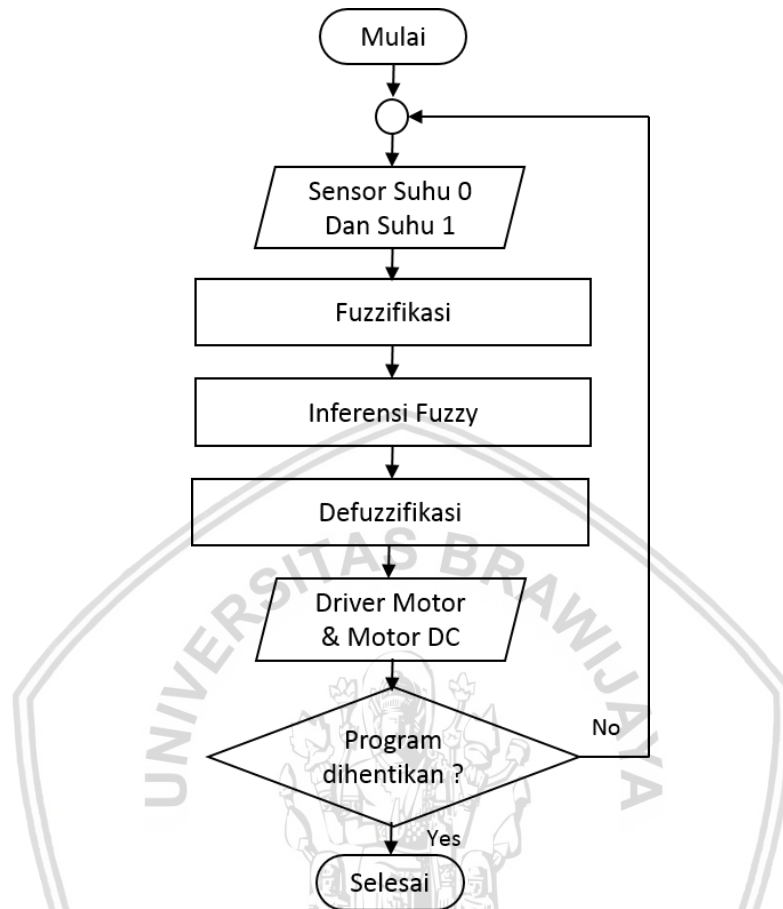 Mulai
Sensor Suhu 0
Dan Suhu 1
Fuzzifikasi
Inferensi Fuzzy
Defuzzifikasi
UNIVERSITAS BRAWIJAYA
Driver Motor
& Motor DC
Program
dihentikan ?
No
Yes
Selesai